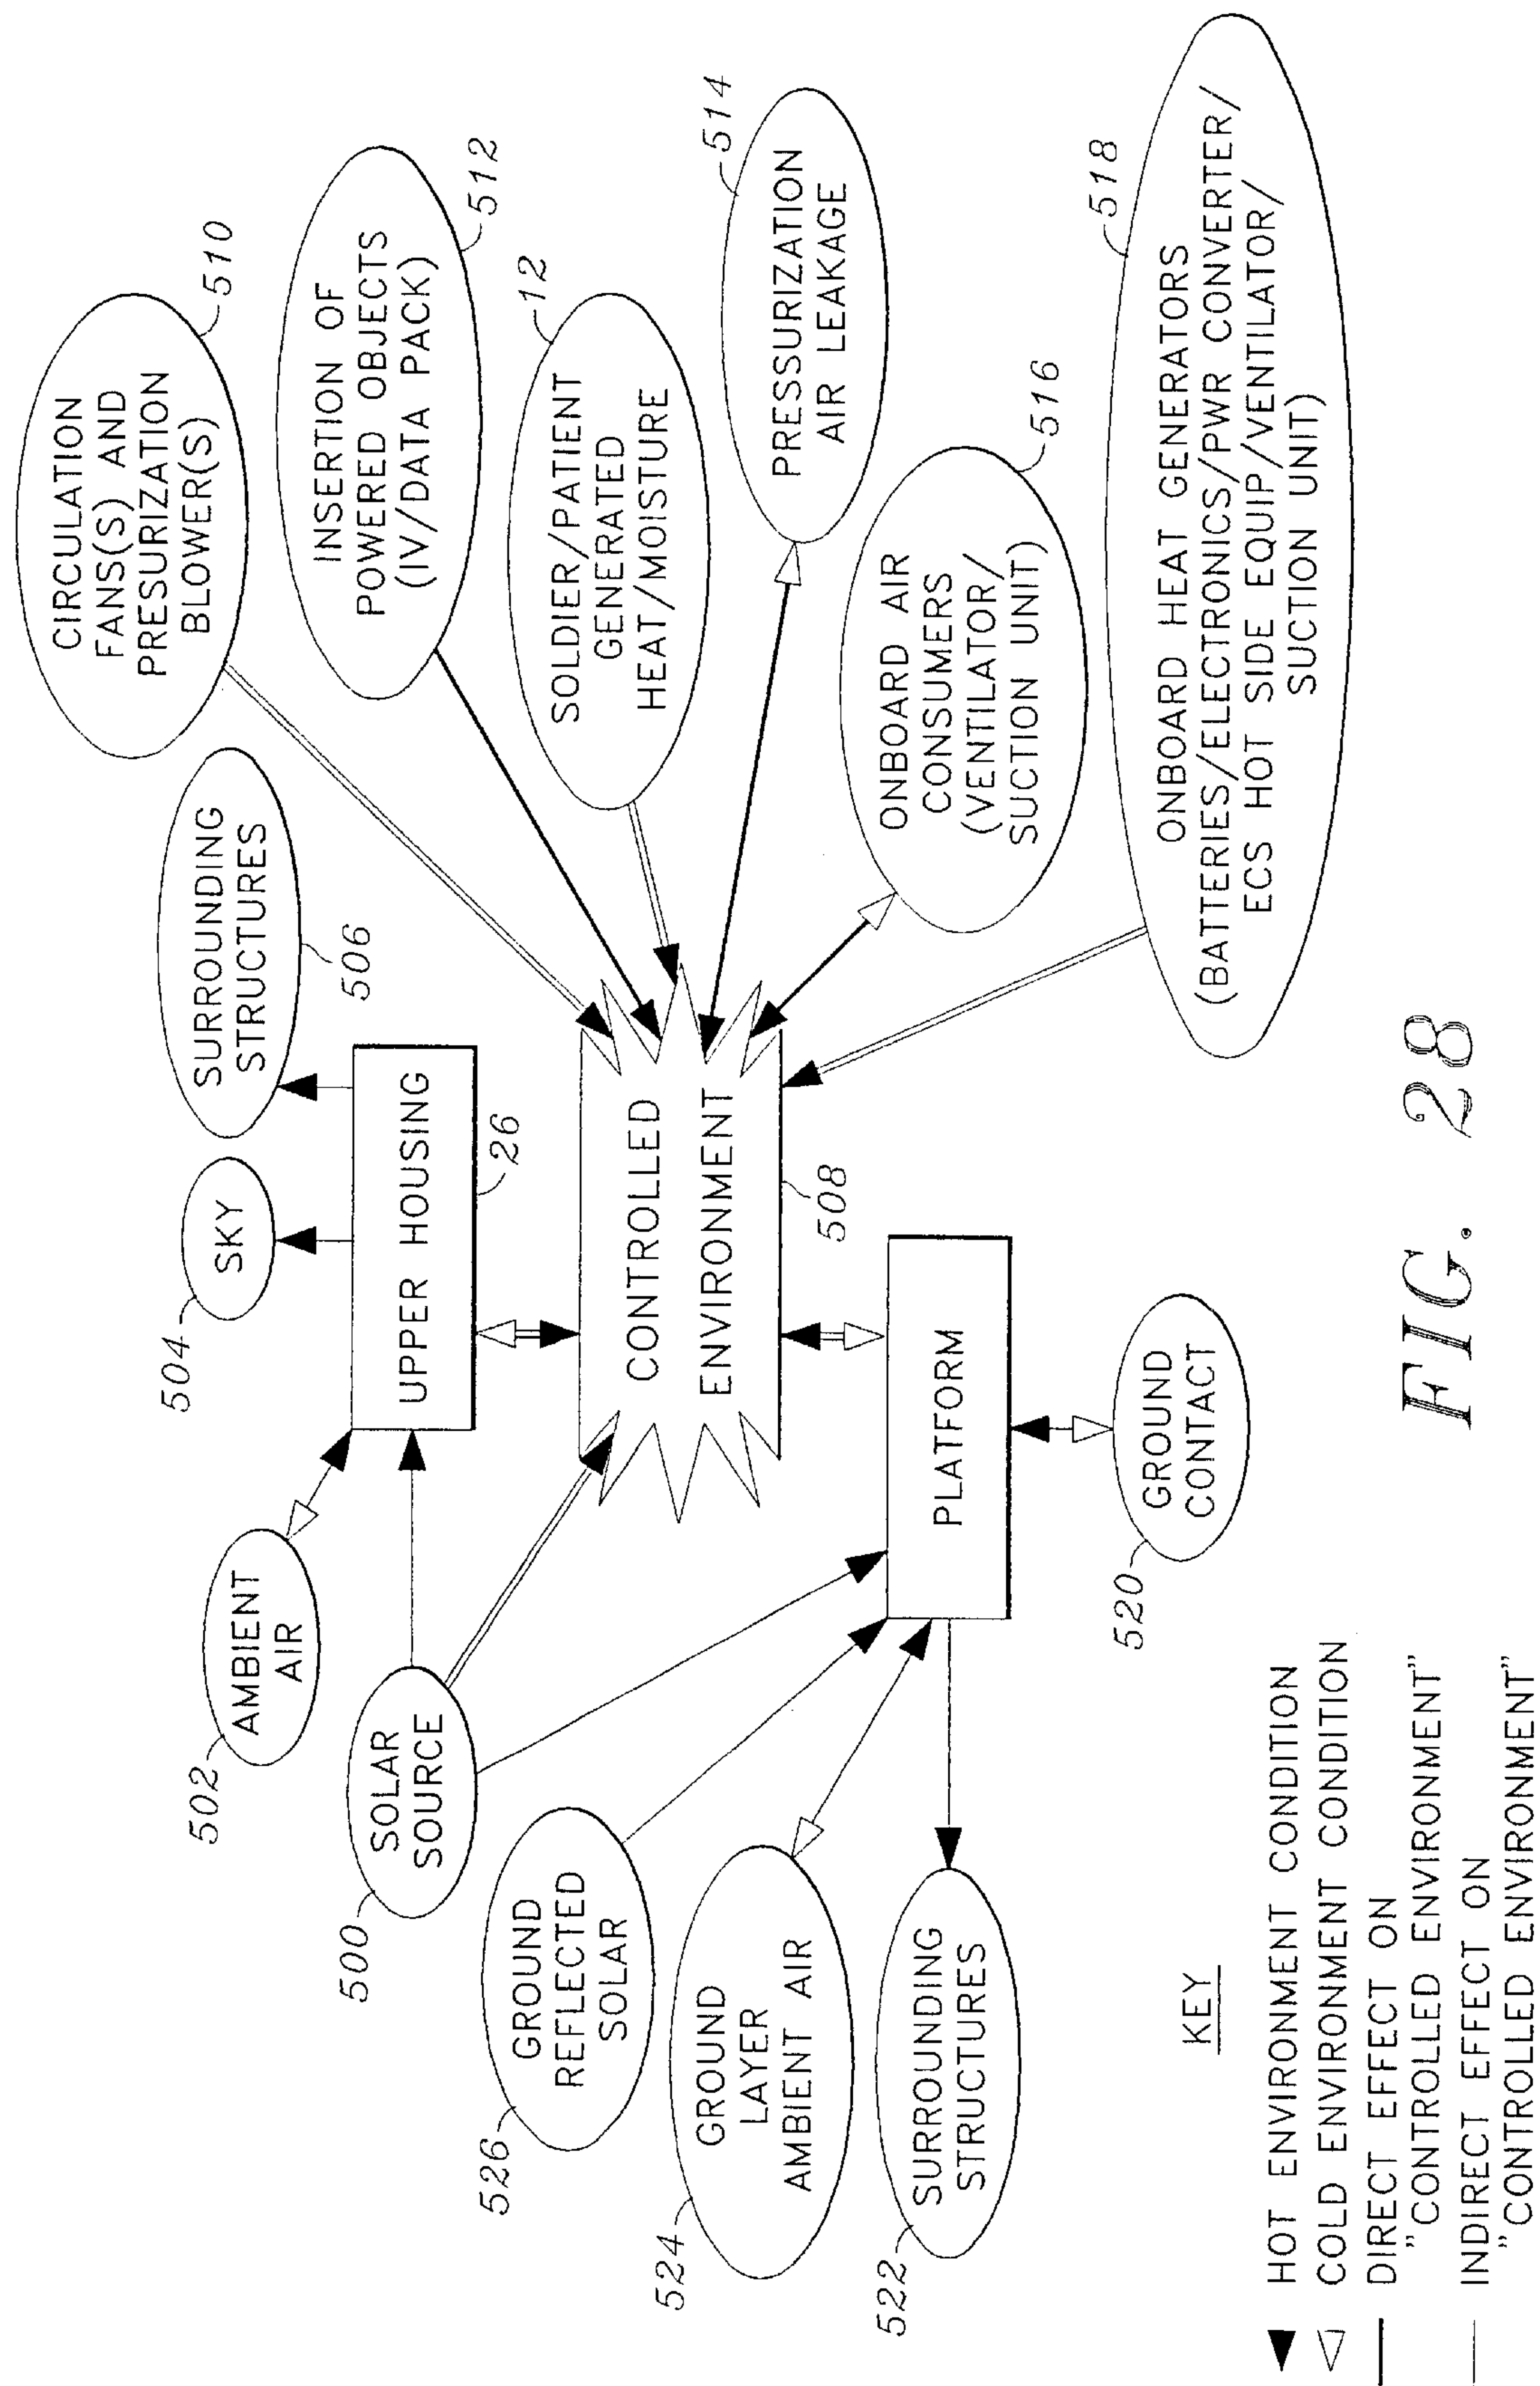 CIRCULATION
FANS(S) AND
PRESURIZATION
BLOWER(S)
510
INSERTION OF
POWERED OBJECTS
(IV/DATA PACK)
512
SOLDIER/PATIENT
GENERATED
HEAT/MOISTURE
12
PRESSURIZATION
AIR LEAKAGE
514
ONBOARD AIR
CONSUMERS
(VENTILATOR/
SUCTION UNIT)
516
ONBOARD HEAT GENERATORS
(BATTERIES/ELECTRONICS/PWR CONVERTER/
ECS HOT SIDE EQUIP/VENTILATOR/
SUCTION UNIT)
518
SURROUNDING
STRUCTURES
506
SKY
504
UPPER HOUSING
26
AMBIENT
AIR
502
SOLAR
SOURCE
500
CONTROLLED
ENVIRONMENT
508
PLATFORM
GROUND
CONTACT
520
GROUND
REFLECTED
SOLAR
526
GROUND
LAYER
AMBIENT AIR
524
SURROUNDING
STRUCTURES
522
KEY
HOT ENVIRONMENT CONDITION
COLD ENVIRONMENT CONDITION
DIRECT EFFECT ON
"CONTROLLED ENVIRONMENT"
INDIRECT EFFECT ON
"CONTROLLED ENVIRONMENT"
FIG. 28